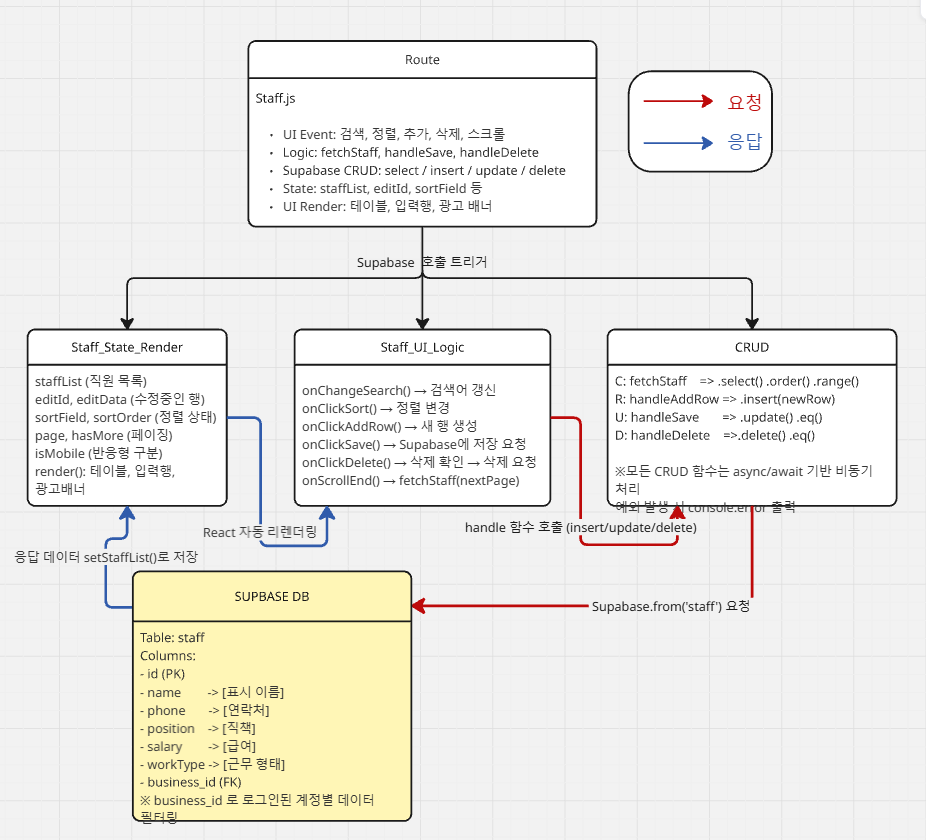 Route
Staff.js
• UI Event: 검색, 정렬, 추가, 삭제, 스크롤
• Logic: fetchStaff, handleSave, handleDelete
• Supabase CRUD: select / insert / update / delete
• State: staffList, editId, sortField 등
• UI Render: 테이블, 입력행, 광고 배너
요청
응답
Supabase 호출 트리거
Staff_State_Render
staffList (직원 목록)
editId, editData (수정중인 행)
sortField, sortOrder (정렬 상태)
page, hasMore (페이징)
isMobile (반응형 구분)
render(): 테이블, 입력행,
광고배너
Staff_UI_Logic
onChangeSearch() → 검색어 갱신
onClickSort() → 정렬 변경
onClickAddRow() → 새 행 생성
onClickSave() → Supabase에 저장 요청
onClickDelete() → 삭제 확인 → 삭제 요청
onScrollEnd() → fetchStaff(nextPage)
CRUD
C: fetchStaff => .select() .order() .range()
R: handleAddRow => .insert(newRow)
U: handleSave => .update() .eq()
D: handleDelete =>.delete() .eq()
※모든 CRUD 함수는 async/await 기반 비동기
처리
예외 발생 시 console.error 출력
React 자동 리렌더링
handle 함수 호출 (insert/update/delete)
응답 데이터 setStaffList()로 저장
Supabase.from('staff') 요청
SUPBASE DB
Table: staff
Columns:
- id (PK)
- name -> [표시 이름]
- phone -> [연락처]
- position -> [직책]
- salary -> [급여]
- workType -> [근무 형태]
- business_id (FK)
※ business_id 로 로그인된 계정별 데이터
필터링